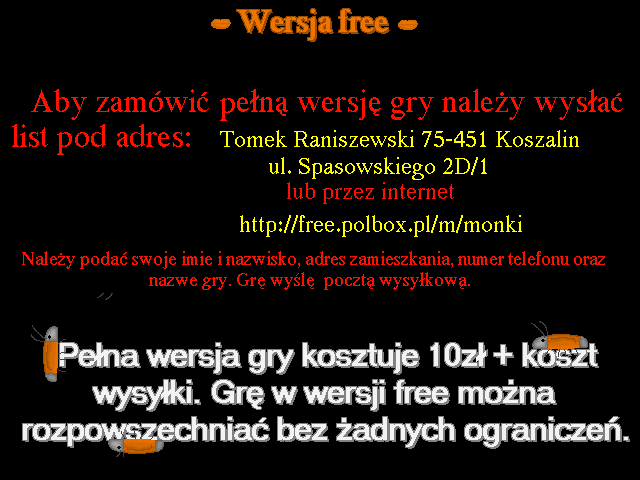 - Wersja free -
Aby zamówić pełną wersję gry należy wysłać
list pod adres: Tomek Raniszewski 75-451 Koszalin
ul. Spasowskiego 2D/1
lub przez internet
http://free.polbox.pl/m/monki
Należy podać swoje imie i nazwisko, adres zamieszkania, numer telefonu oraz
nazwe gry. Grę wyślę pocztą wysyłkową.
Pełna wersja gry kosztuje 10zł + koszt
wysyłki. Grę w wersji free można
rozpowszechniać bez żadnych ograniczeń.